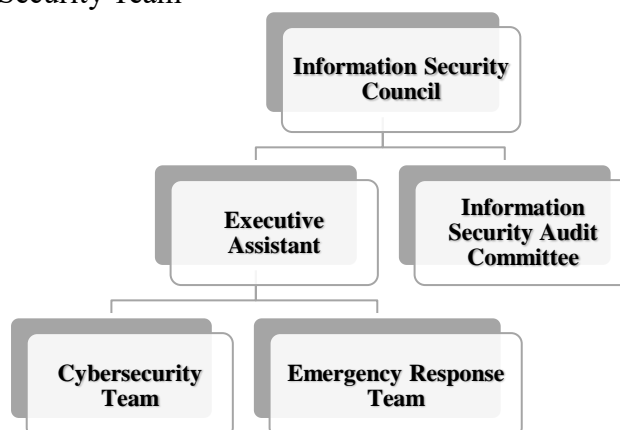 Security Team
Information Security
Council
Executive
Assistant
Information
Security Audit
Committee
Cybersecurity
Team
Emergency Response
Team